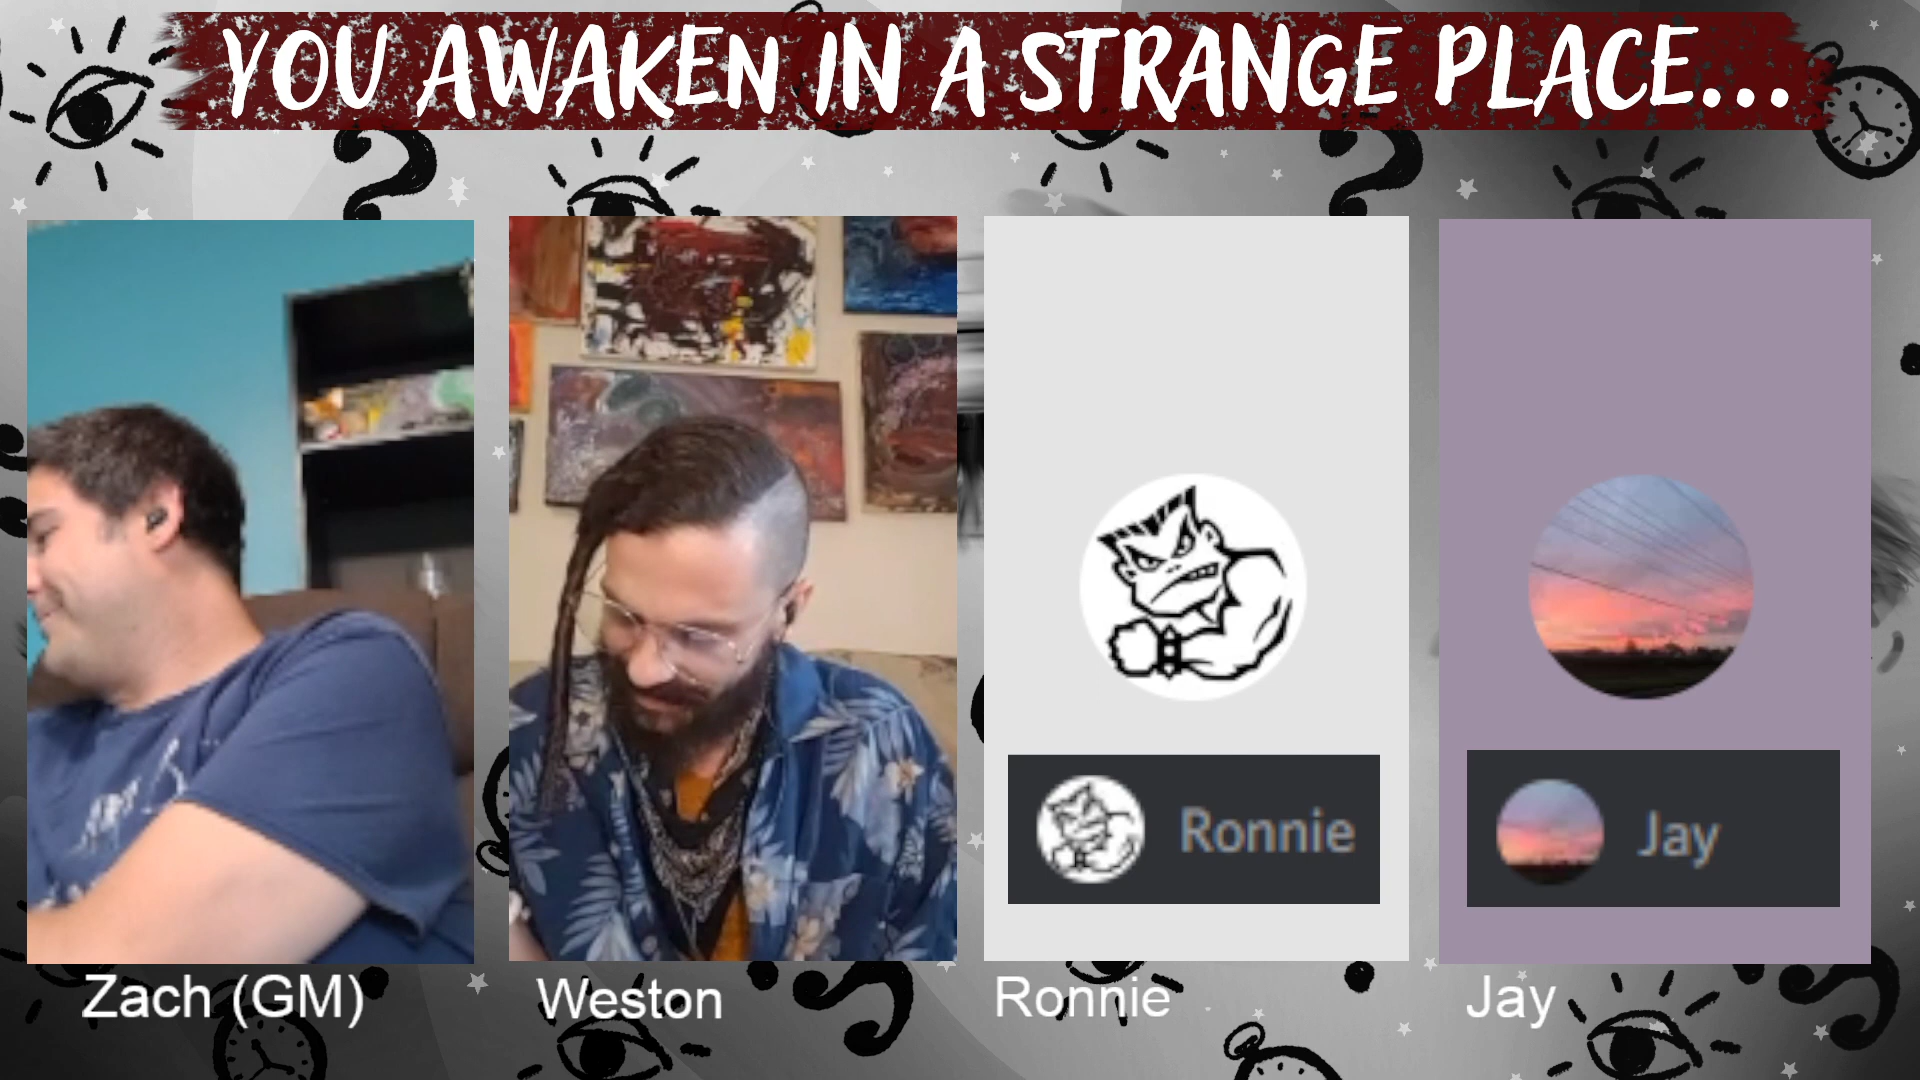 YOU AWAKEN IN A STRANGE PLACE...
Ronnie
Jay
Zach (GM)
Weston
Ronnie
Jay